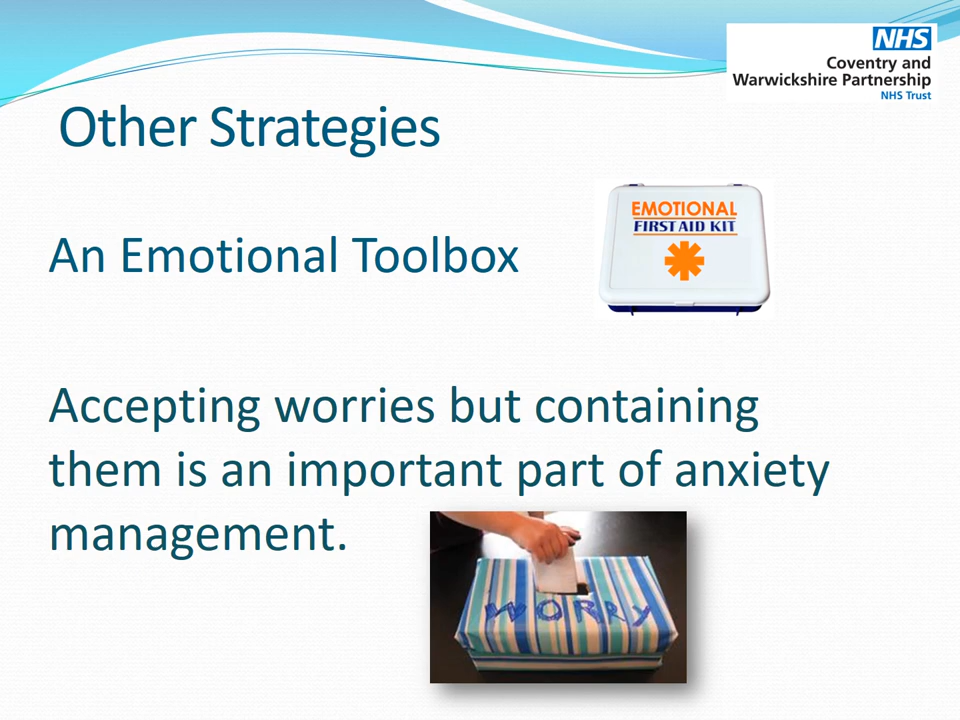 NHS
Coventry and
Warwickshire Partnership
NHS Trust
Other Strategies
An Emotional Toolbox
EMOTIONAL
FIRST AID KIT
Accepting worries but containing
them is an important part of anxiety
management.
WORRY